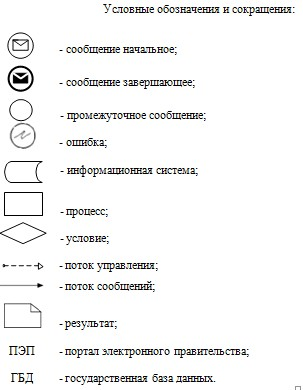 Условные обозначения и сокращения:
- сообщение начальное;
- сообщение завершающее;
- промежуточное сообщение;
- ошибка;
- информационная система;
- процесс;
- условие;
- поток управления;
- поток сообщений;
- результат;
ПЭП - портал электронного правительства;
ГБД - государственная база данных.